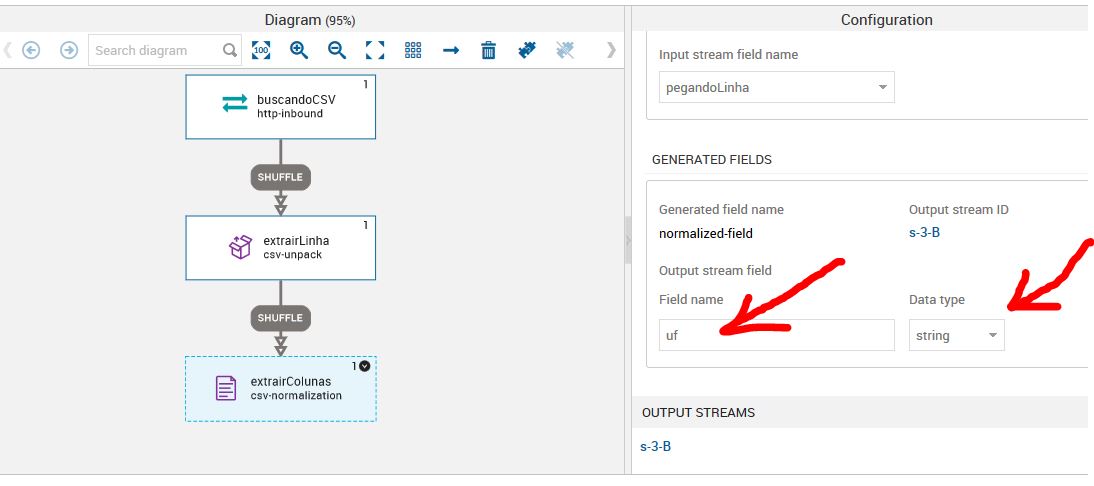 Diagram (95%)
Search diagram
100
1
buscandoCSV
http-inbound
SHUFFLE
1
extrairLinha
csv-unpack
SHUFFLE
1
extrairColunas
csv-normalization
Configuration
Input stream field name
pegandoLinha
GENERATED FIELDS
Generated field name
Output stream ID
normalized-field
s-3-B
Output stream field
Field name
Data type
uf
string
OUTPUT STREAMS
s-3-B